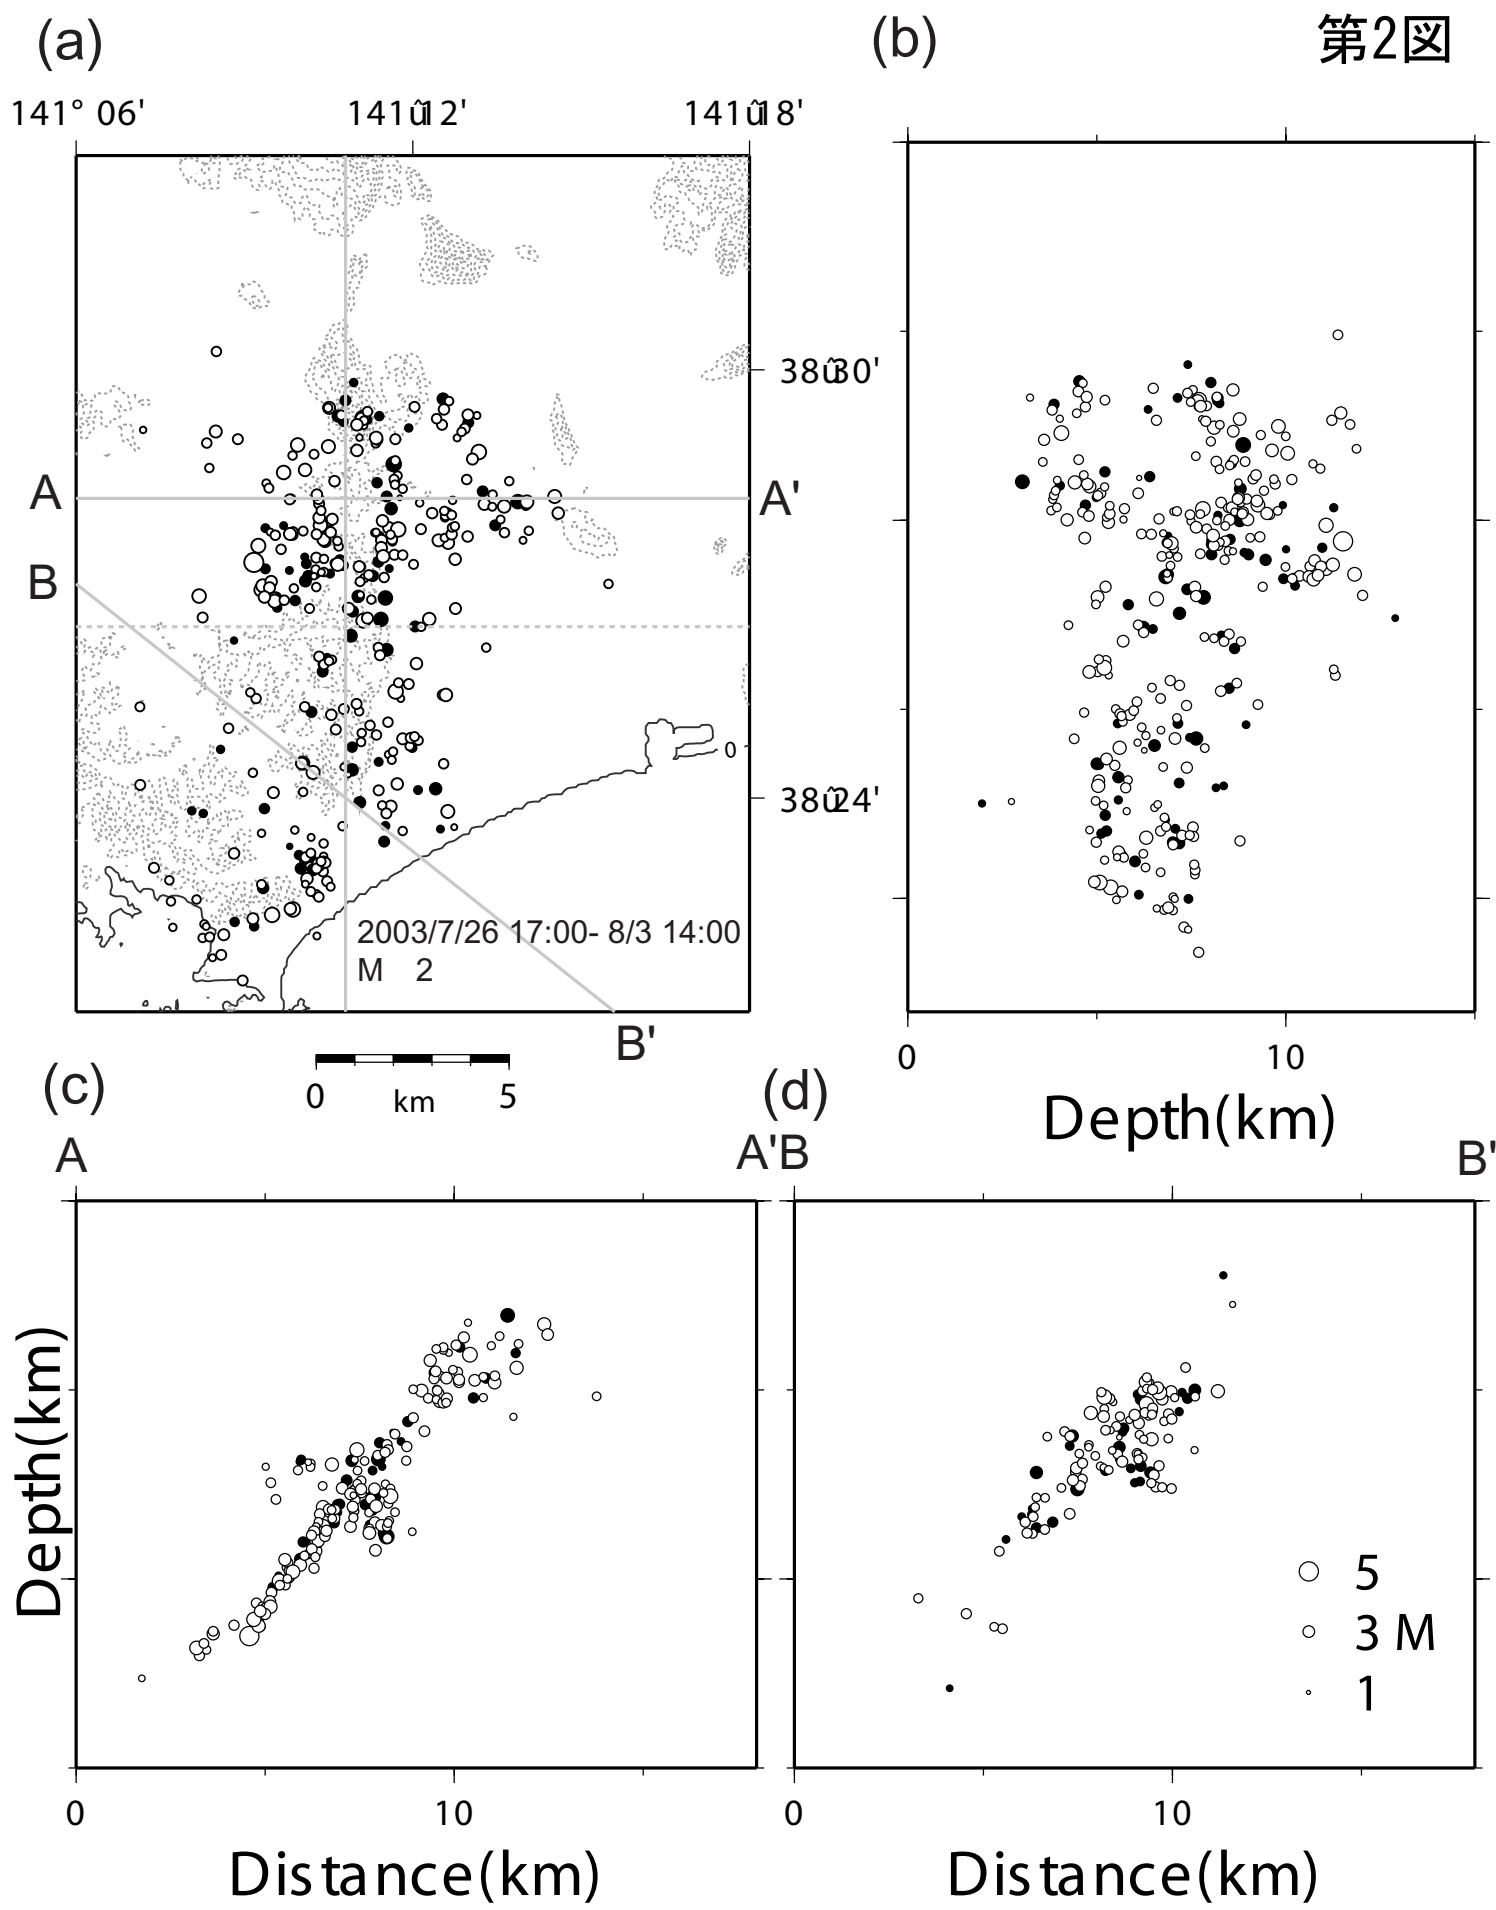 (a)
(b)
第2図
141° 06'
141û12'
141û18'
38û30'
A
A'
B
38û24'
0
2003/7/26 17:00- 8/3 14:00
M 2
B'
0 km 5
0 10
Depth(km)
(c)
(d)
A
A'
B
B'
Depth(km)
5
3 M
1
0 10
0 10
Distance(km)
Distance(km)